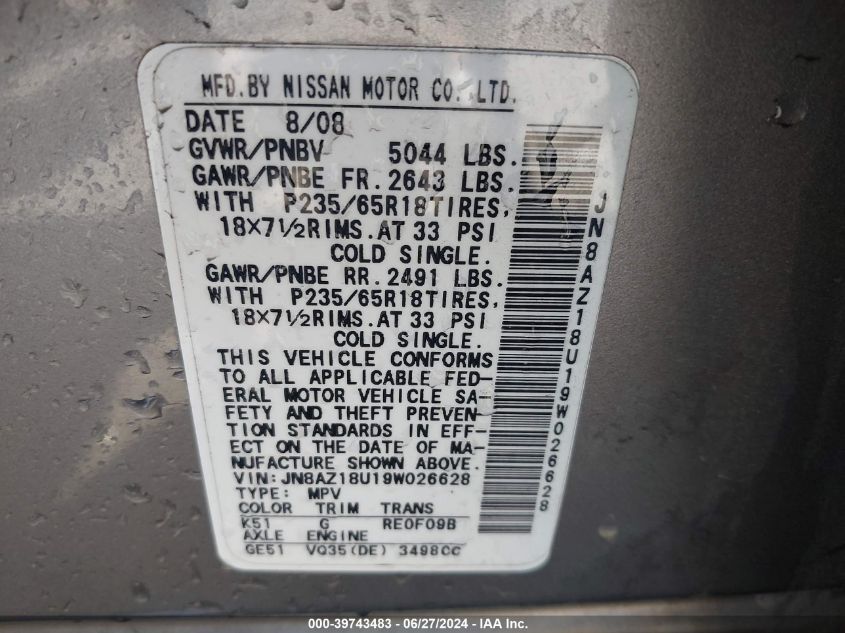 MFD.BY NISSAN MOTOR CO.,LTD.
DATE 8/08
GVWR/PNBV 5044 LBS.
GAWR/PNBE FR.2643 LBS.
WITH P235/65R18TIRES,
18×7½RIMS.AT 33 PSI
COLD SINGLE.
GAWR/PNBE RR.2491 LBS.
WITH P235/65R18TIRES,
18×7½RIMS.AT 33 PSI
COLD SINGLE.
THIS VEHICLE CONFORMS
TO ALL APPLICABLE FED-
ERAL MOTOR VEHICLE SA-
FETY AND THEFT PREVEN-
TION STANDARDS IN EFF-
ECT ON THE DATE OF MA-
NUFACTURE SHOWN ABOVE.
VIN:JN8AZ18U19W026628
TYPE: MPV
COLOR TRIM TRANS
K51 G RE0F09B
AXLE ENGINE
GE51 VQ35(DE) 3498CC
JN8AZ18U19W026628
000-39743483 - 06/27/2024 - IAA Inc.